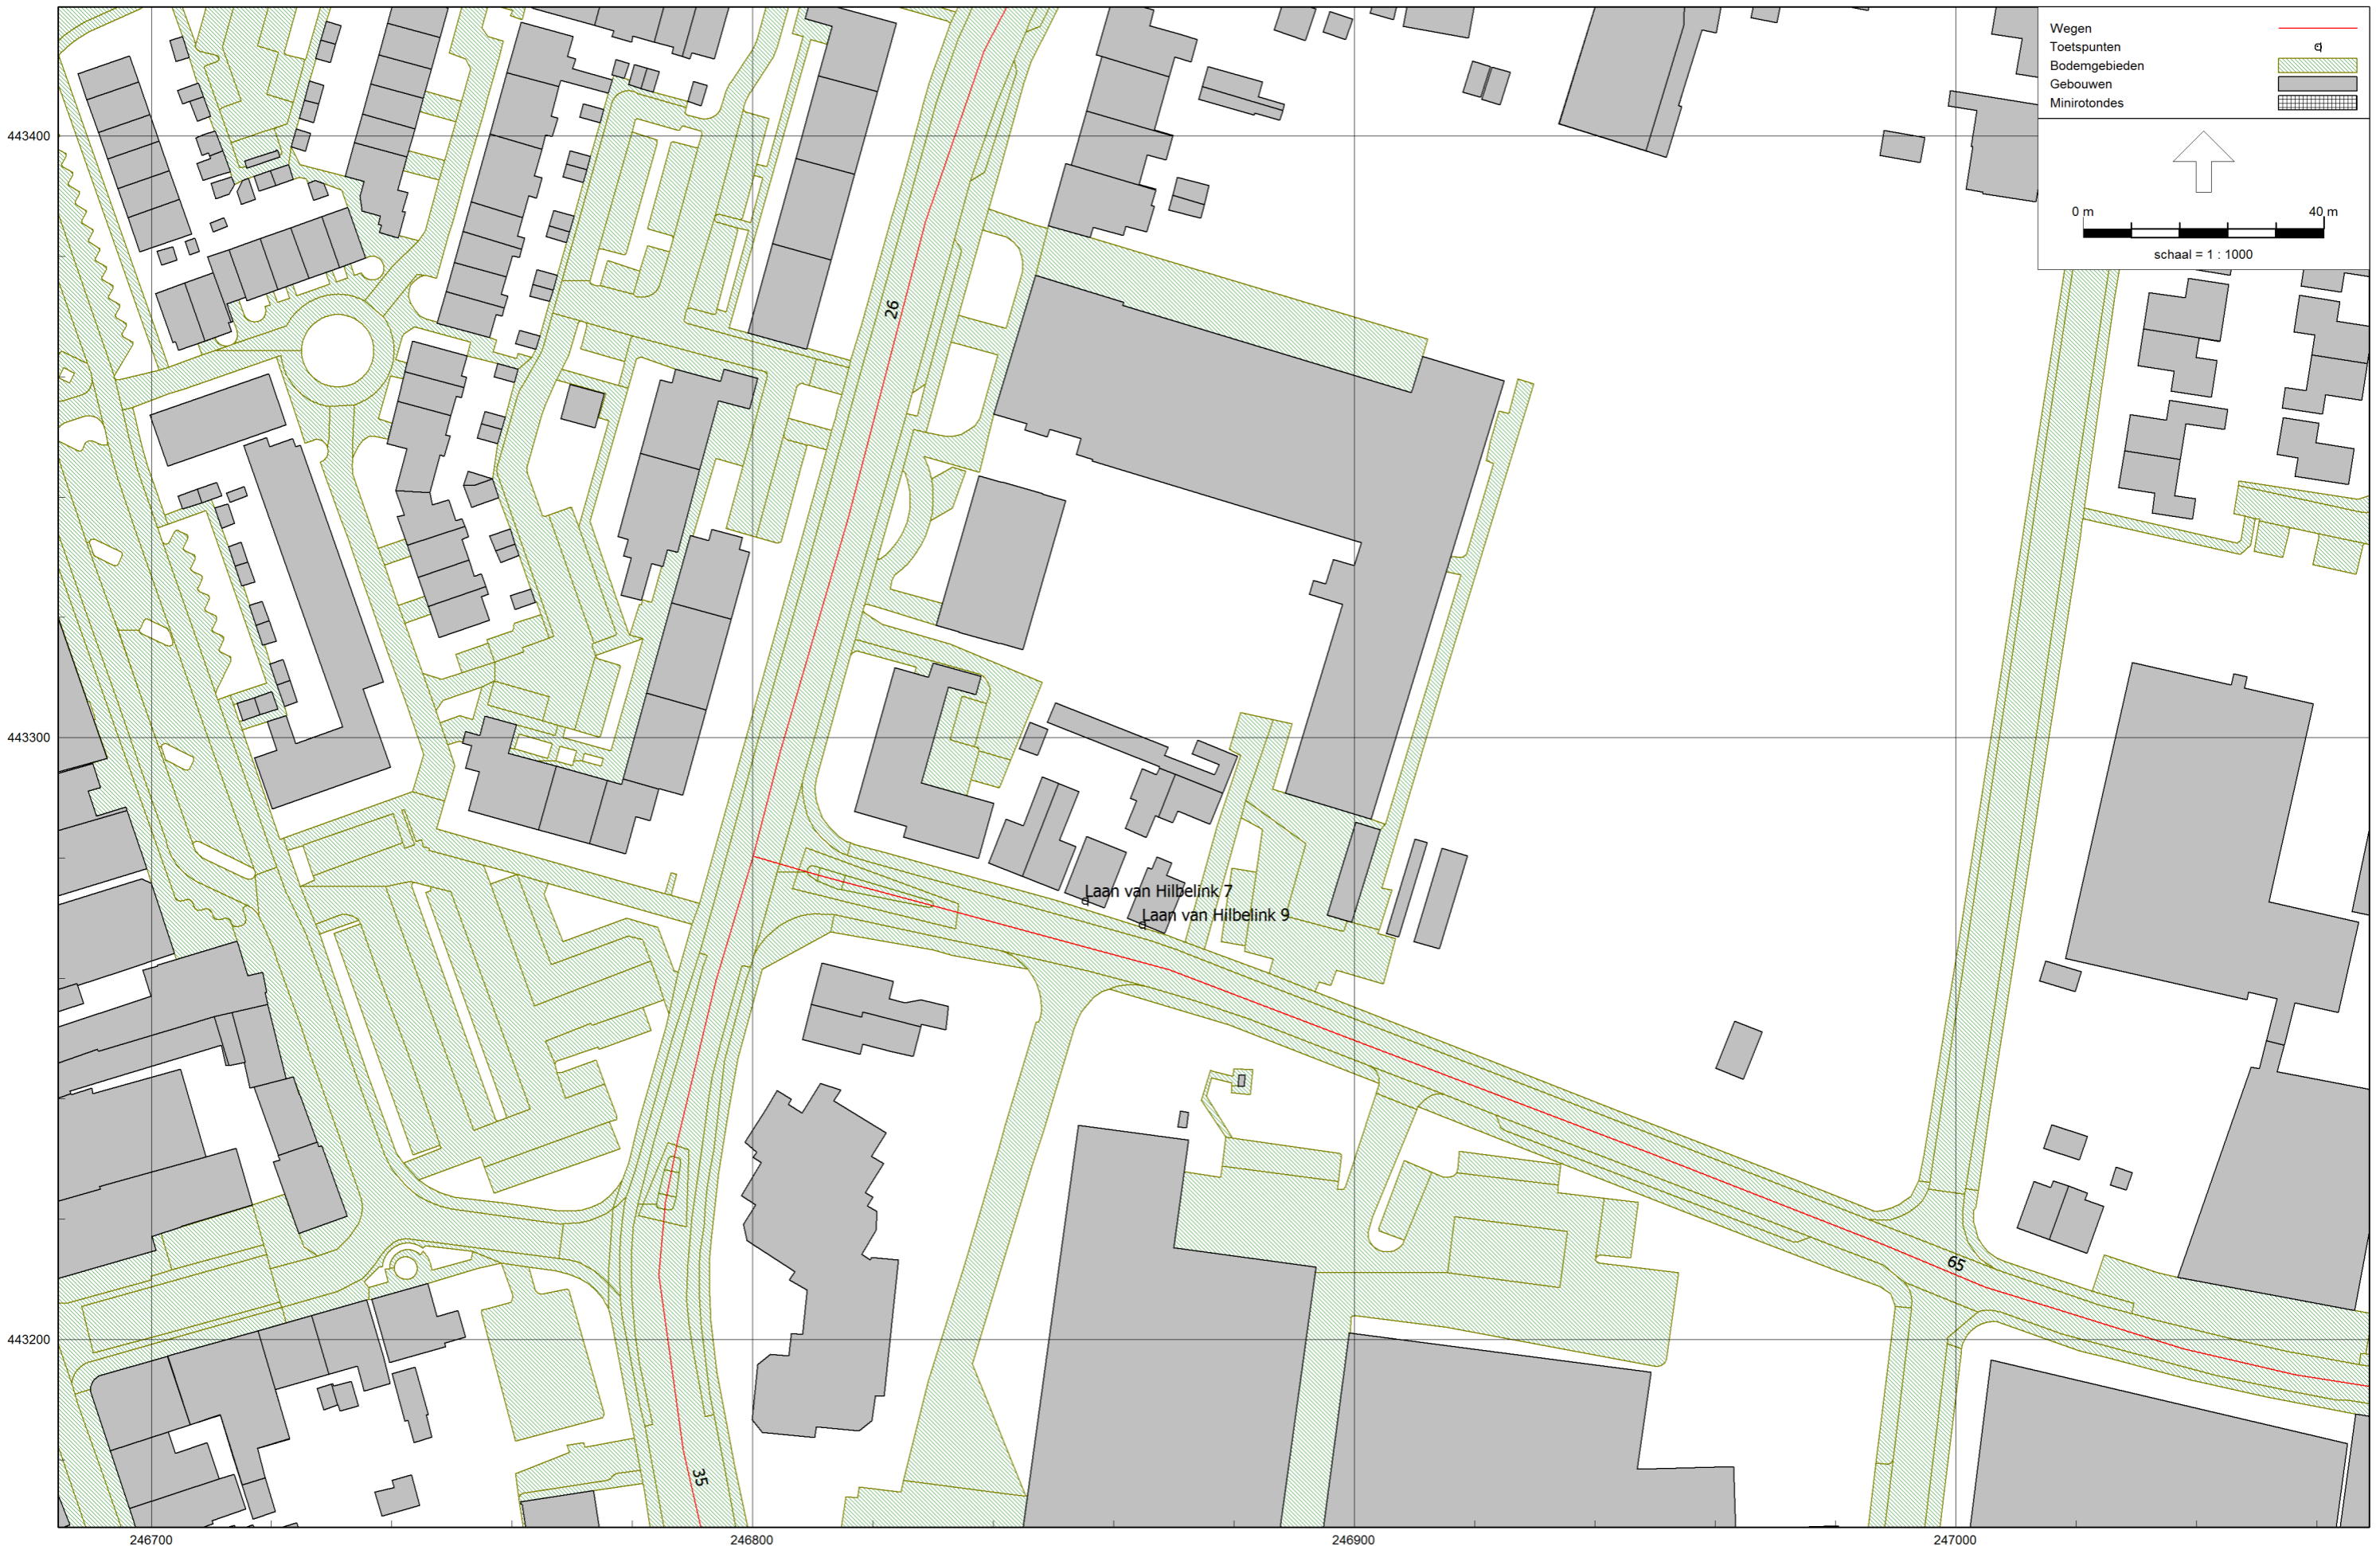 Wegen
Toetspunten
Bodemgebieden
Gebouwen
Minirotondes
0 m 40 m
schaal = 1 : 1000
443400
26
443300
Laan van Hilbelink 7
Laan van Hilbelink 9
65
443200
35
246700 246800 246900 247000